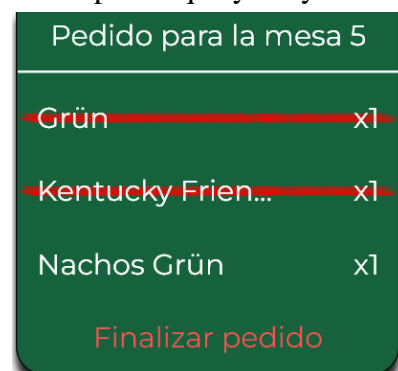 Pedido para la mesa 5
Grün x1
Kentucky Frien... x1
Nachos Grün x1
Finalizar pedido